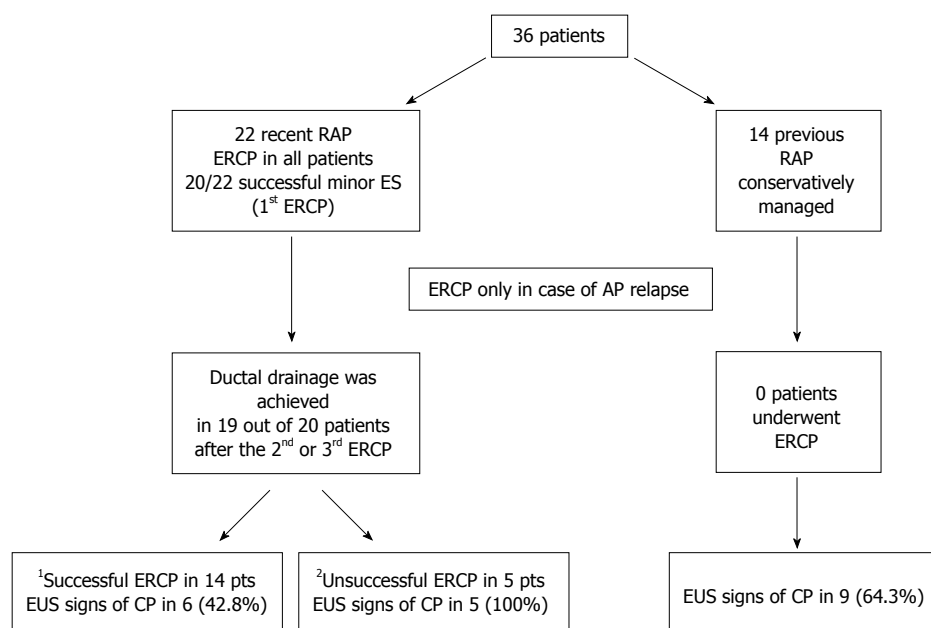 36 patients
22 recent RAP
ERCP in all patients
20/22 successful minor ES
(1st ERCP)
14 previous
RAP
conservatively
managed
ERCP only in case of AP relapse
Ductal drainage was
achieved
in 19 out of 20 patients
after the 2nd or 3rd ERCP
0 patients
underwent
ERCP
1Successful ERCP in 14 pts
EUS signs of CP in 6 (42.8%)
2Unsuccessful ERCP in 5 pts
EUS signs of CP in 5 (100%)
EUS signs of CP in 9 (64.3%)